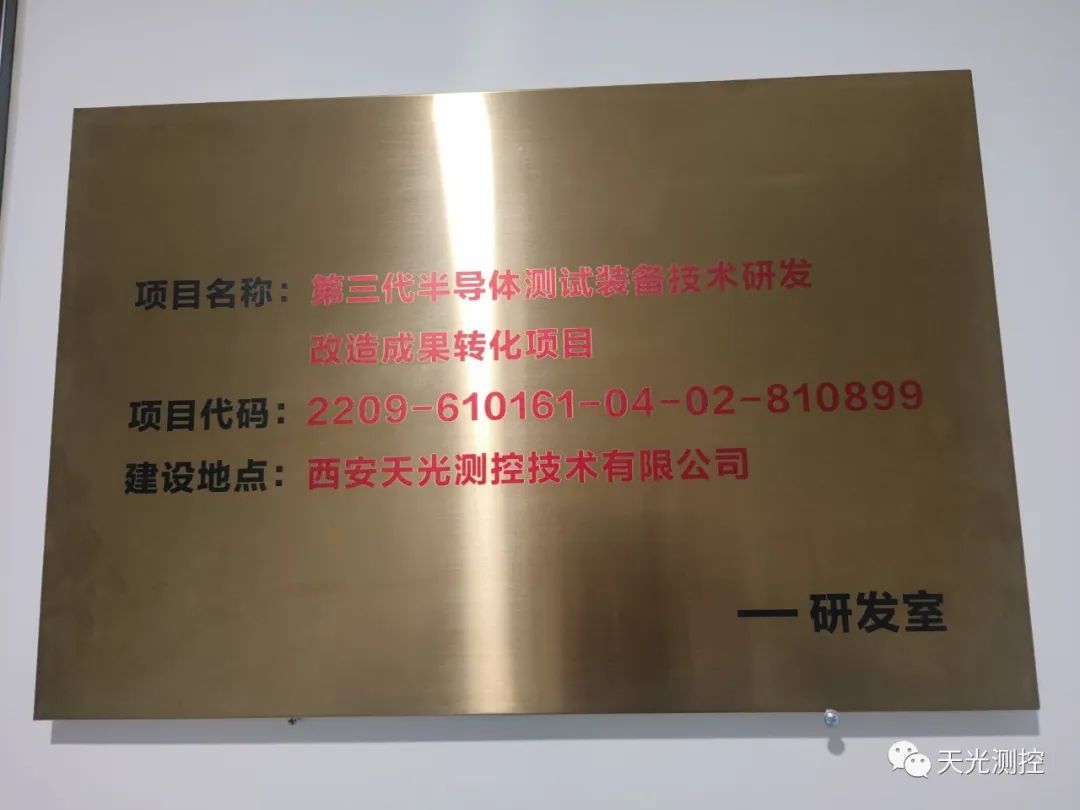 项目名称：第三代半导体测试装备技术研发
改造成果转化项目
项目代码：2209-610161-04-02-810899
建设地点：西安天光测控技术有限公司
—研发室
天光测控